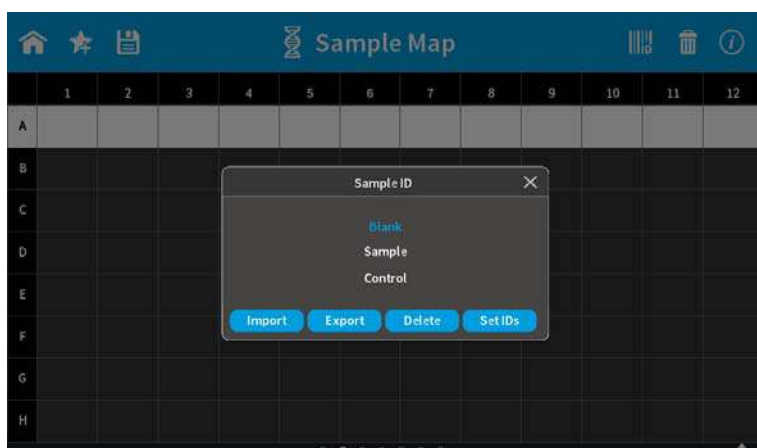 Sample Map
1 2 3 4 5 6 7 8 9 10 11 12
A
B
Sample ID
C
Blank
D
Sample
Control
E
Import Export Delete Set IDs
F
G
H